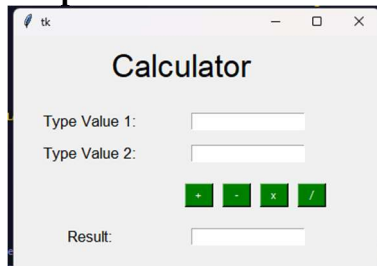 tk
Calculator
Type Value 1:
Type Value 2:
+ - x /
Result: